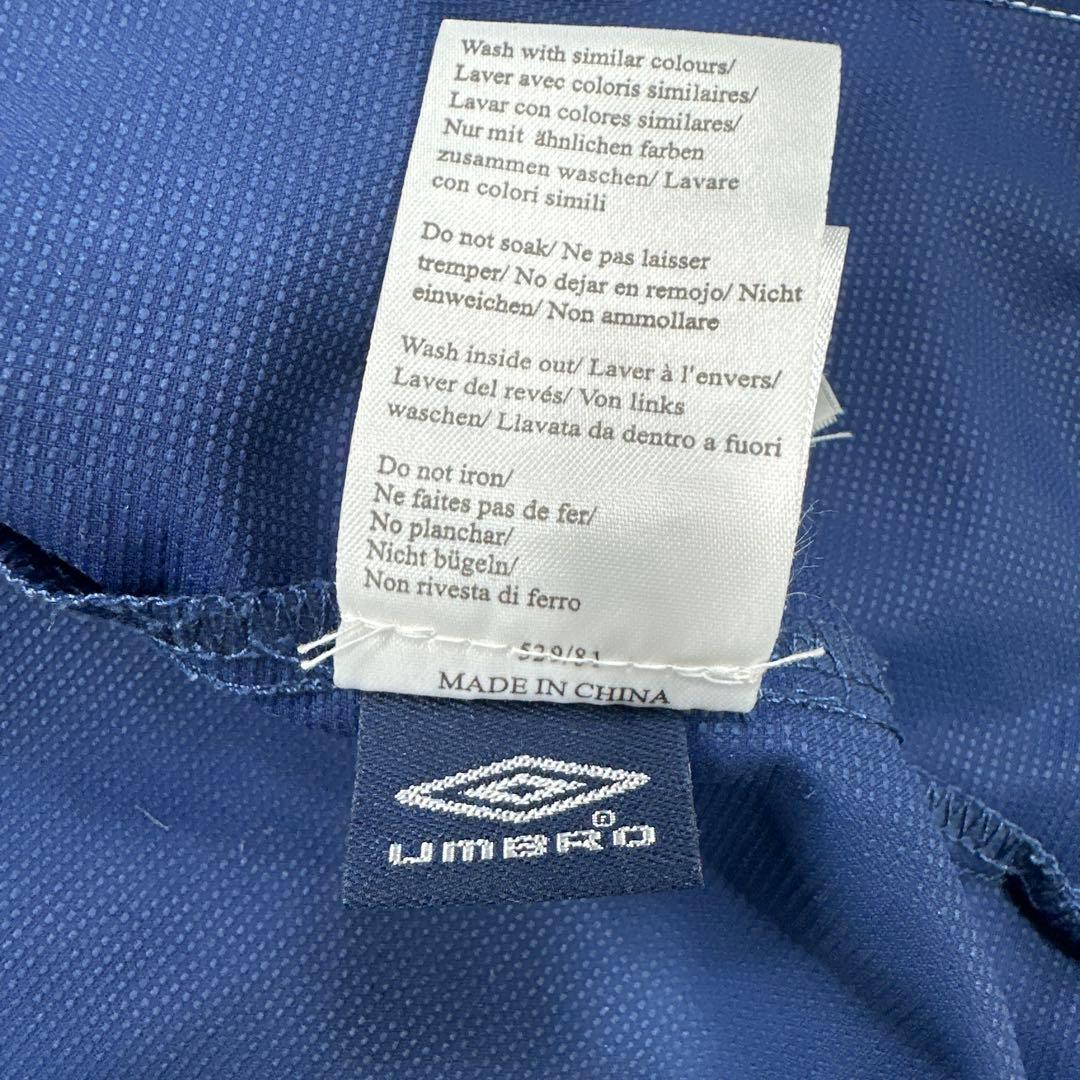 Wash with similar colours/
Laver avec coloris similaires/
Lavar con colores similares/
Nur mit ähnlichen farben
zusammen waschen/ Lavare
con colori simili
Do not soak/ Ne pas laisser
tremper/ No dejar en remojo/ Nicht
einweichen/ Non ammollare
Wash inside out/ Laver à l'envers/
Laver del revés/ Von links
waschen/ Llavata da dentro a fuori
Do not iron/
Ne faites pas de fer/
No planchar/
Nicht bügeln/
Non rivesta di ferro
529/81
MADE IN CHINA
®
UMBRO